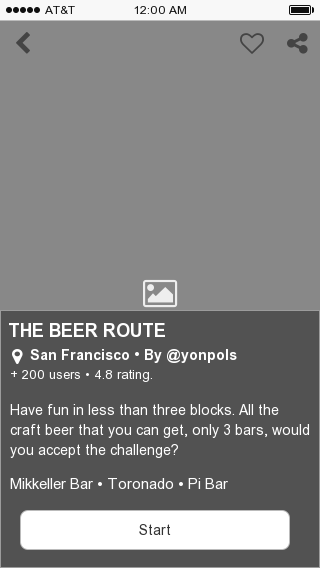 AT&T 12:00 AM
THE BEER ROUTE
San Francisco • By @yonpols
+ 200 users • 4.8 rating.
Have fun in less than three blocks. All the
craft beer that you can get, only 3 bars, would
you accept the challenge?
Mikkeller Bar • Toronado • Pi Bar
Start